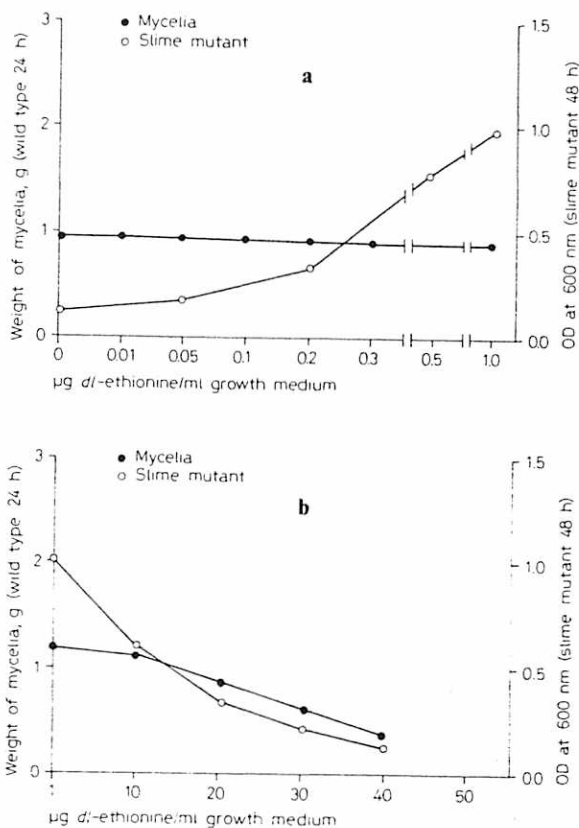 ● Mycelia
○ Slime mutant
a
Weight of mycelia, g (wild type 24 h)
3
2
1
0
1.5
1.0
0.5
0.0
OD at 600 nm (slime mutant 48 h)
0 0.01 0.05 0.1 0.2 0.3 0.5 1.0
µg dl-ethionine/ml growth medium
● Mycelia
○ Slime mutant
b
Weight of mycelia, g (wild type 24 h)
3
2
1
0
1.5
1.0
0.5
0.0
OD at 600 nm (slime mutant 48 h)
10 20 30 40 50
µg dl-ethionine/ml growth medium